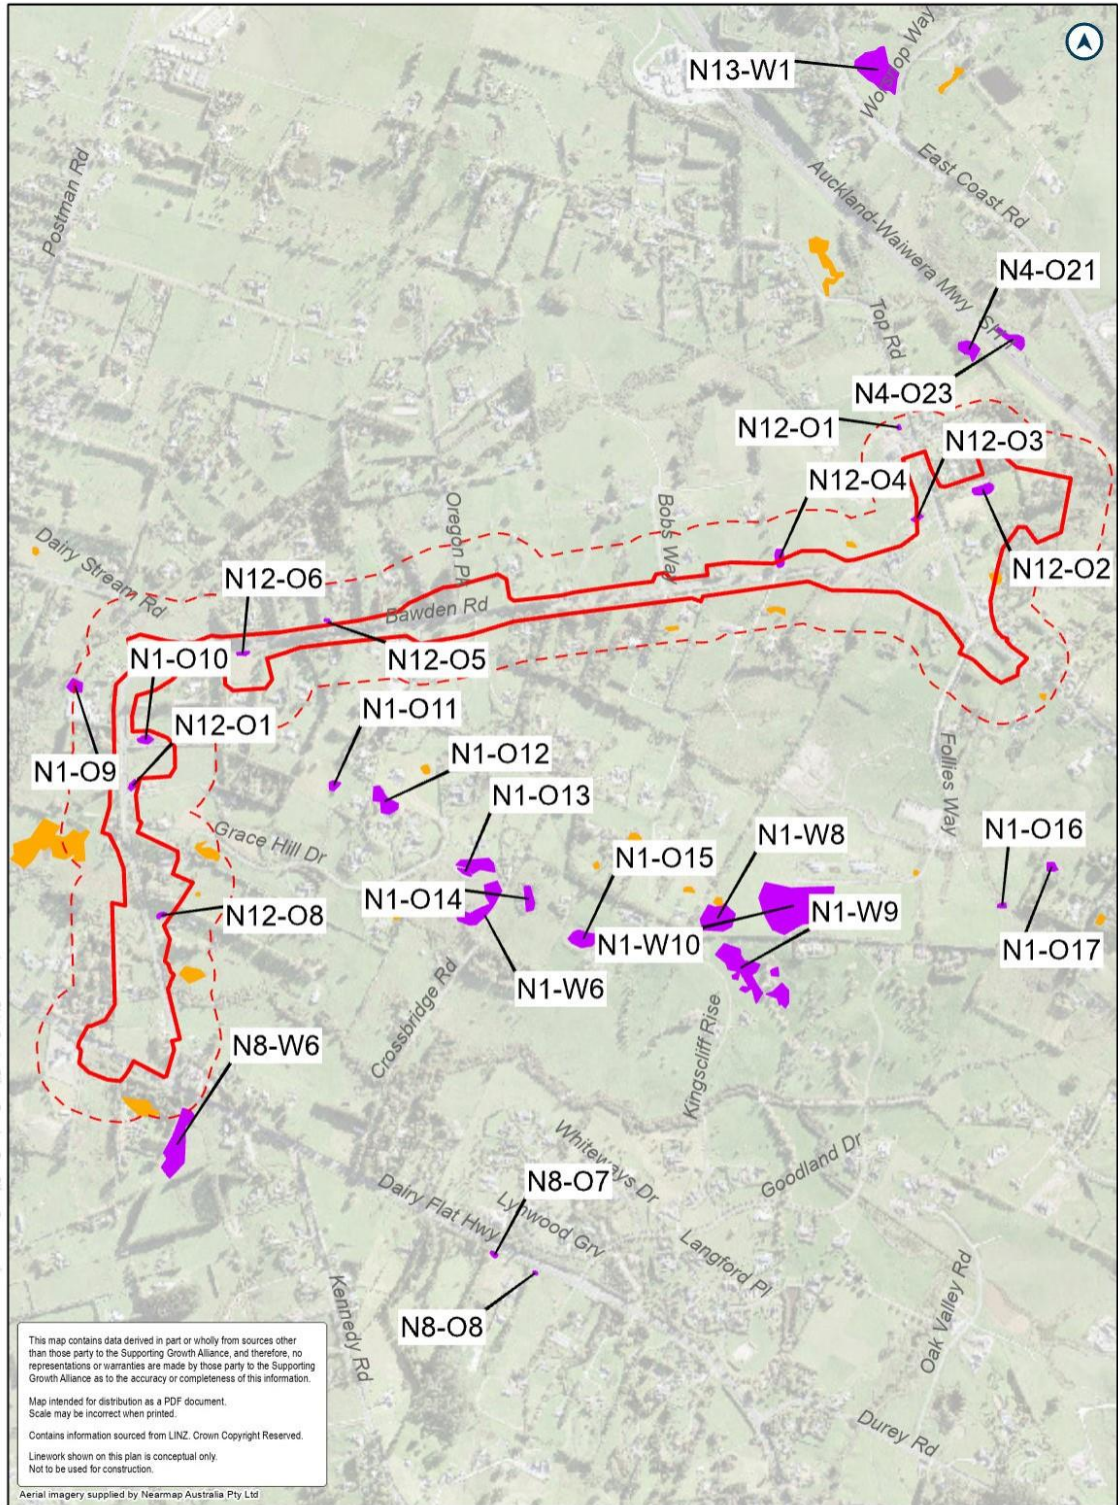 N13-W1
Worsnop Way
Postman Rd
East Coast Rd
Auckland-Waiwera Mwy
N4-O21
Top Rd
N4-O23
N12-O1
N12-O3
N12-O4
Oregon Pl
Bobs Way
Dairy Stream Rd
N12-O6
N12-O2
Bawden Rd
N12-O5
N1-O10
N1-O11
N12-O1
N1-O12
N1-O9
N1-O13
Follies Way
Grace Hill Dr
N1-W8
N1-O16
N1-O15
N1-O14
N12-O8
N1-W9
N1-W10
N1-O17
N1-W6
Crossbridge Rd
Kingscliff Rise
N8-W6
Whiteways Dr
Goodland Dr
N8-O7
Dairy Flat Hwy
Lynwood Grv
Langford Pl
N8-O8
Kennedy Rd
Oak Valley Rd
Durey Rd
This map contains data derived in part or wholly from sources other
than those party to the Supporting Growth Alliance, and therefore, no
representations or warranties are made by those party to the Supporting
Growth Alliance as to the accuracy or completeness of this information.
Map intended for distribution as a PDF document.
Scale may be incorrect when printed.
Contains information sourced from LINZ. Crown Copyright Reserved.
Linework shown on this plan is conceptual only.
Not to be used for construction.
Aerial imagery supplied by Nearmap Australia Pty Ltd